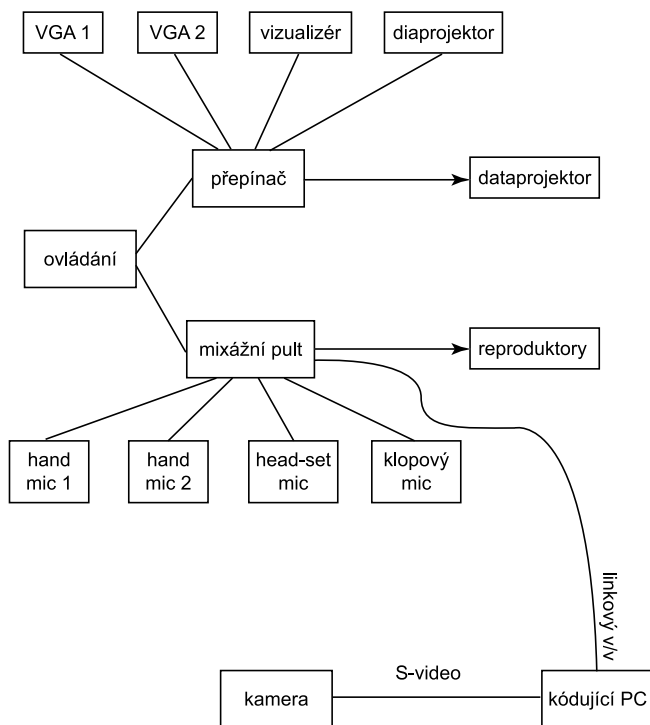 VGA 1
VGA 2
vizualizér
diaprojektor
přepínač
dataprojektor
ovládání
mixážní pult
reproduktory
hand
mic 1
hand
mic 2
head-set
mic
klopový
mic
linkový v/v
S-video
kamera
kódující PC